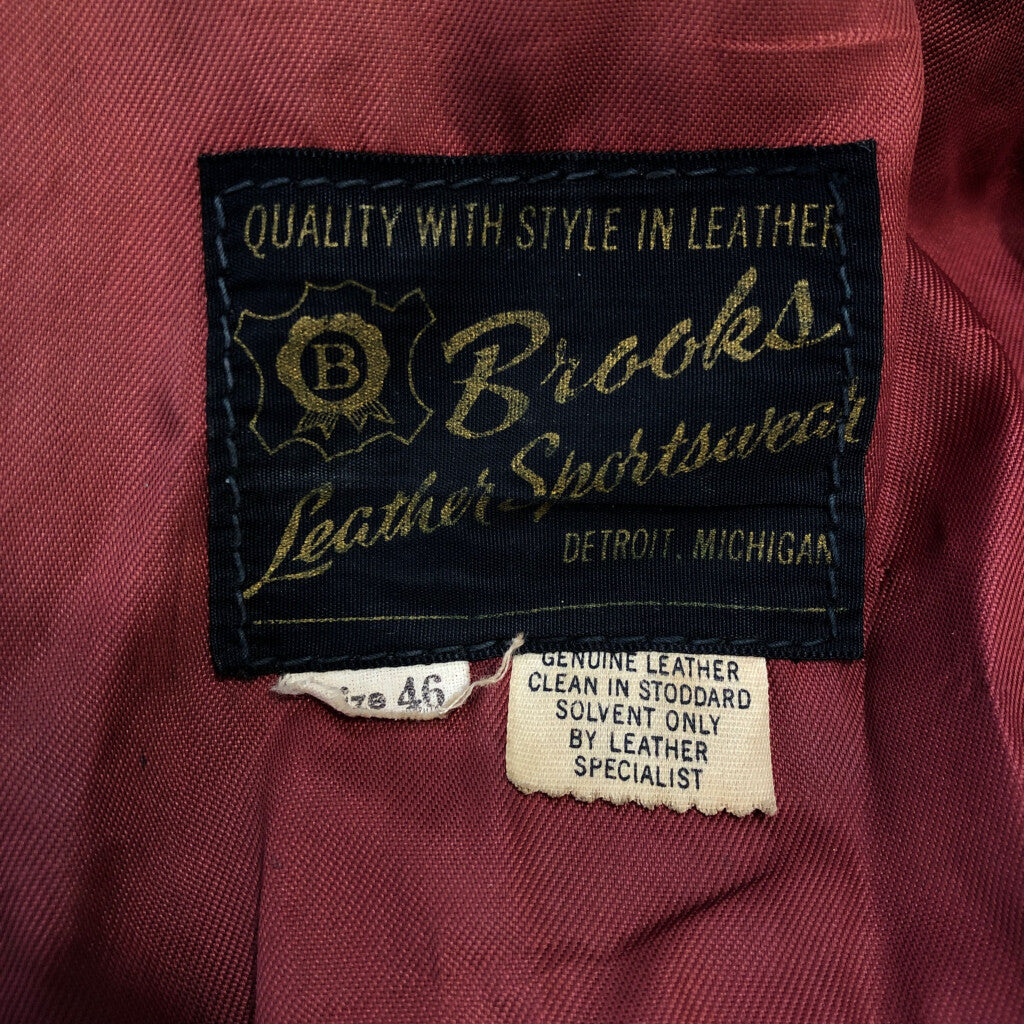 QUALITY WITH STYLE IN LEATHER
B
Brooks
Leather Sportswear
DETROIT, MICHIGAN
ize 46
GENUINE LEATHER
CLEAN IN STODDARD
SOLVENT ONLY
BY LEATHER
SPECIALIST